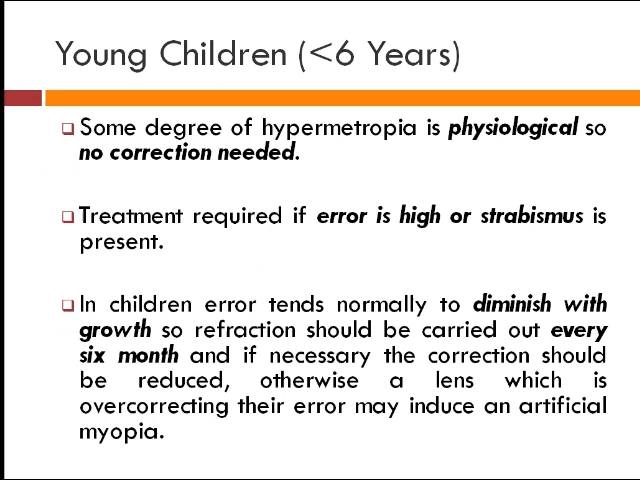 Young Children (<6 Years)
Some degree of hypermetropia is physiological so
no correction needed.
Treatment required if error is high or strabismus is
present.
In children error tends normally to diminish with
growth so refraction should be carried out every
six month and if necessary the correction should
be reduced, otherwise a lens which is
overcorrecting their error may induce an artificial
myopia.